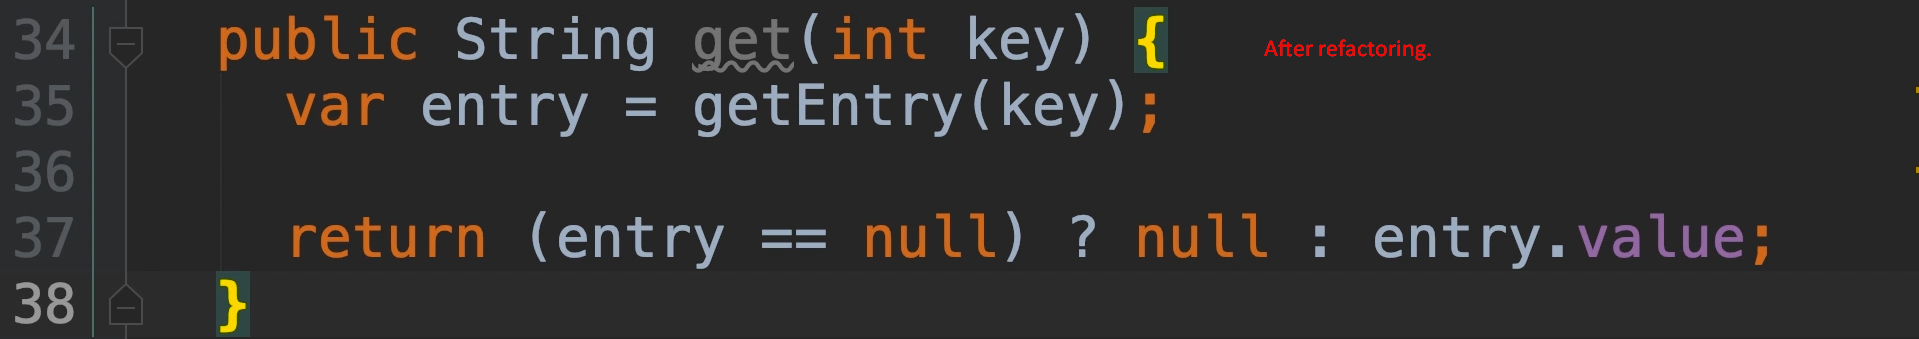 34 public String get(int key) { After refactoring.
35 var entry = getEntry(key);
36
37 return (entry == null) ? null : entry.value;
38 }